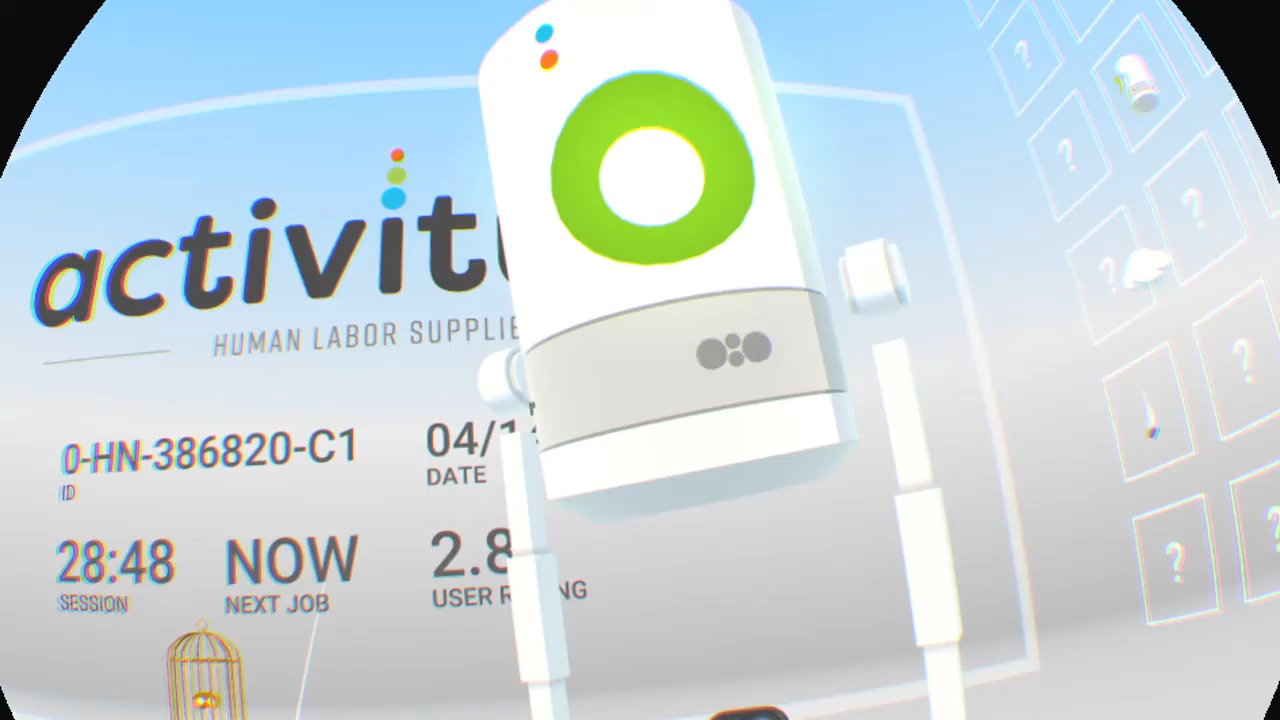 activit
HUMAN LABOR SUPPLIE
0-HN-386820-C1
ID
04/1
DATE
28:48
SESSION
NOW
NEXT JOB
2.8
USER R NG
?
?
?
?
?
?
?